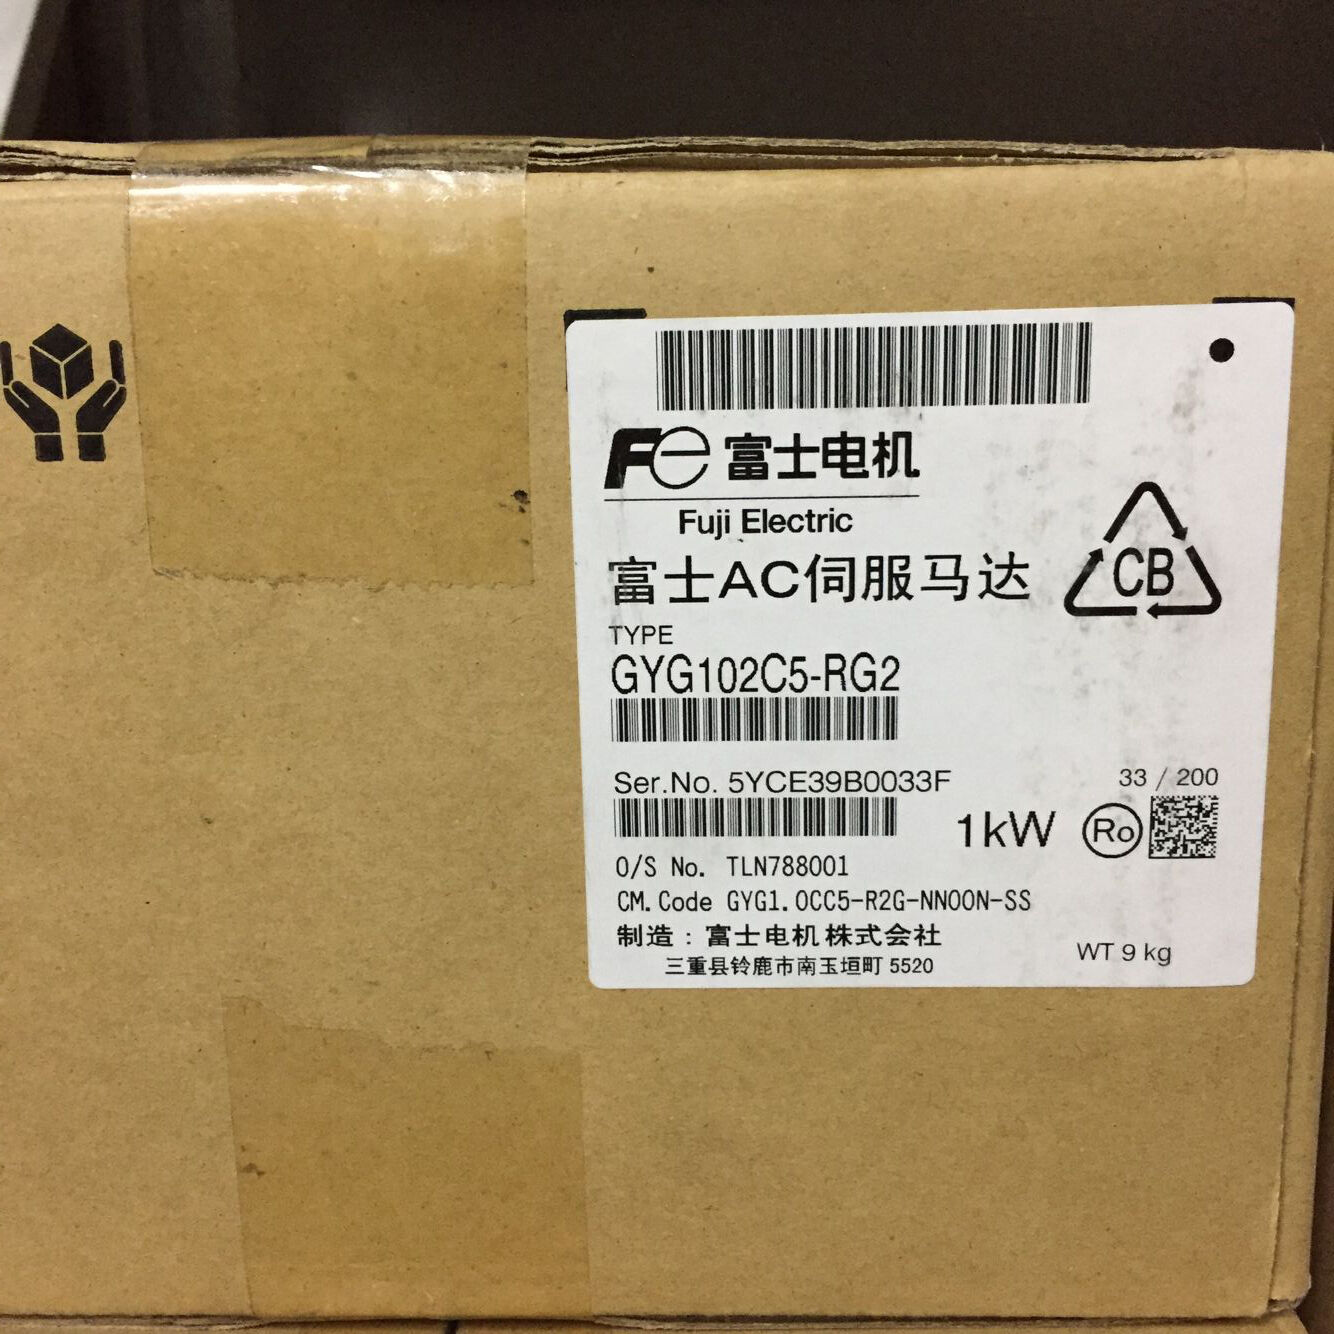 Fe 富士电机
Fuji Electric
富士AC伺服马达
CB
TYPE
GYG102C5-RG2
Ser.No. 5YCE39B0033F
33 / 200
1kW
Ro
O/S No. TLN788001
CM.Code GYG1.0CC5-R2G-NN00N-SS
制造：富士电机株式会社
三重县铃鹿市南玉垣町 5520
WT 9 kg